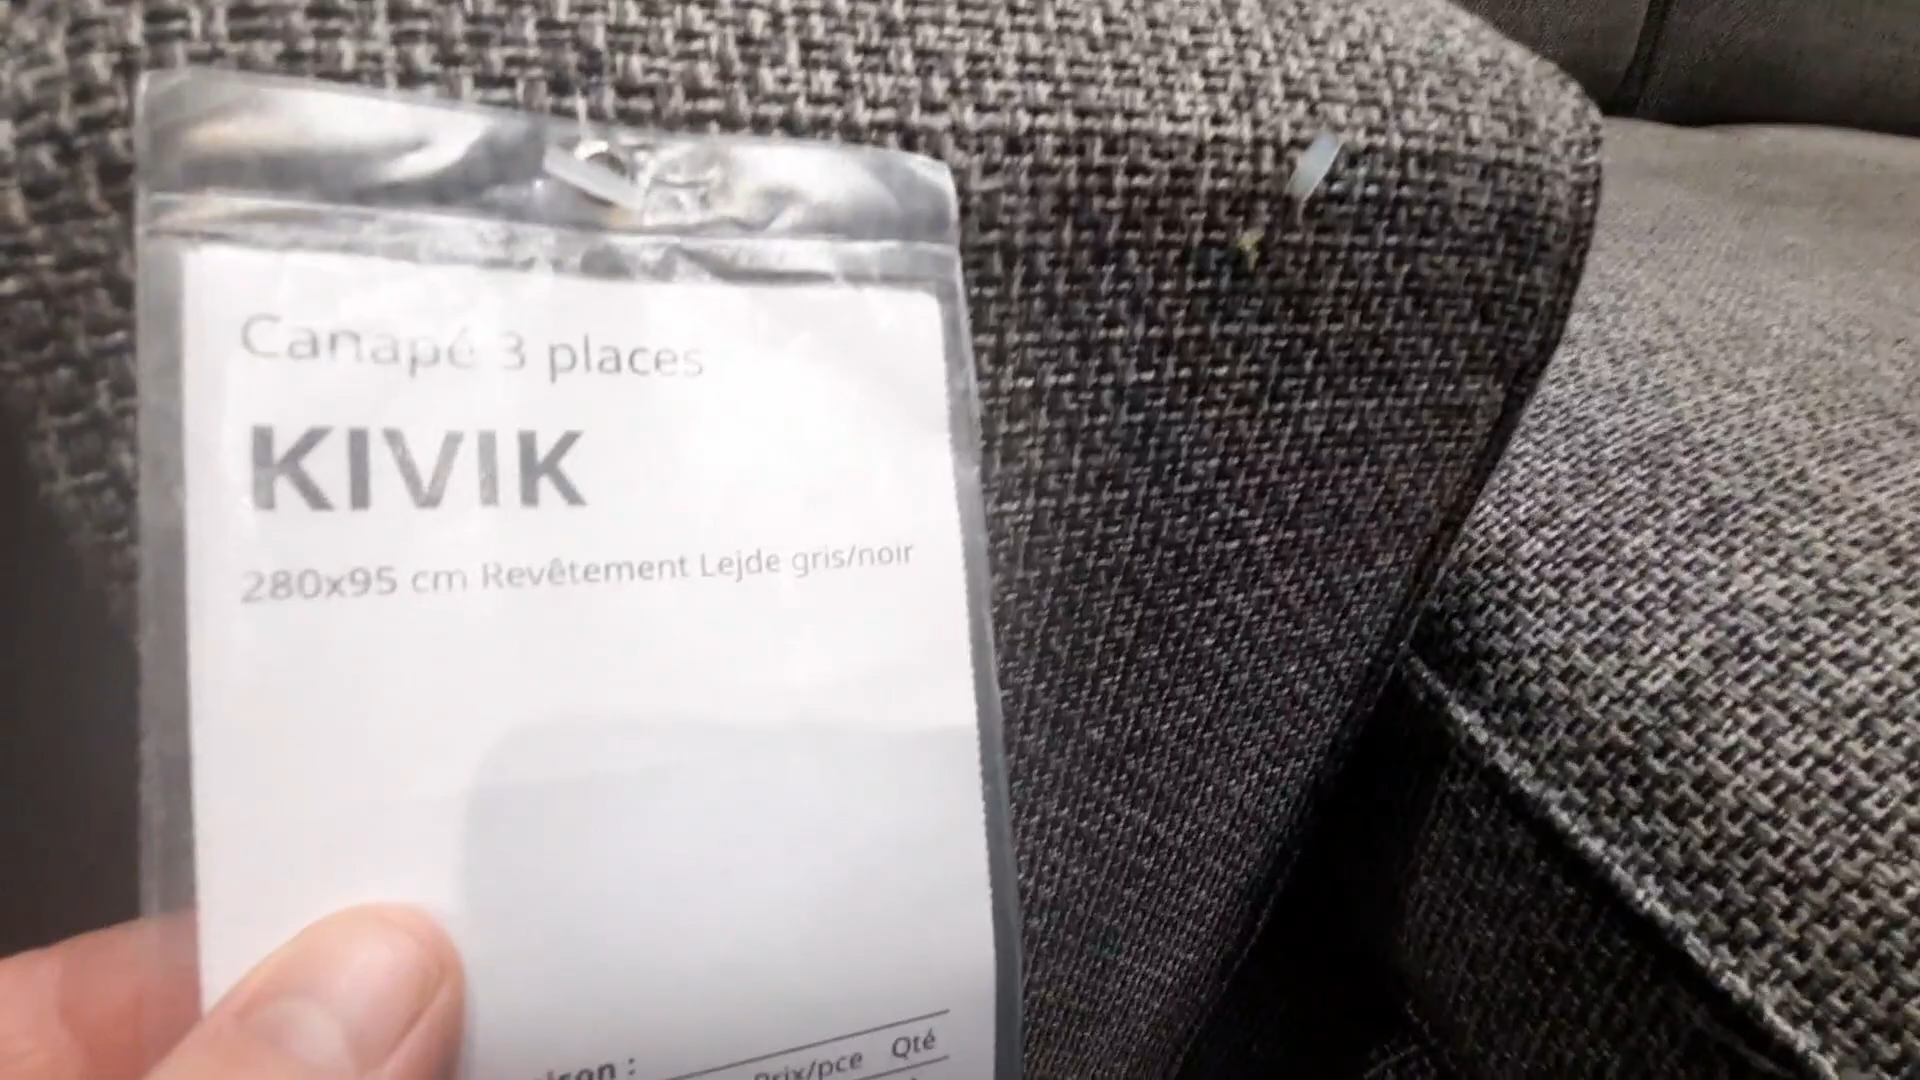 Canapé 3 places
KIVIK
280x95 cm Revêtement Lejde gris/noir
Prix/pce Qté